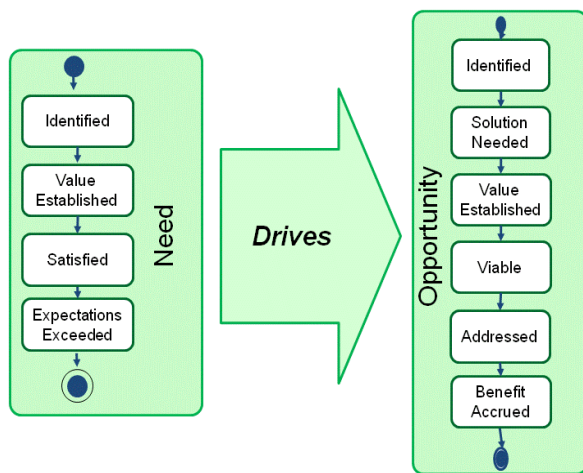 Identified
Value
Established
Satisfied
Expectations
Exceeded
Need
Drives
Opportunity
Identified
Solution
Needed
Value
Established
Viable
Addressed
Benefit
Accrued